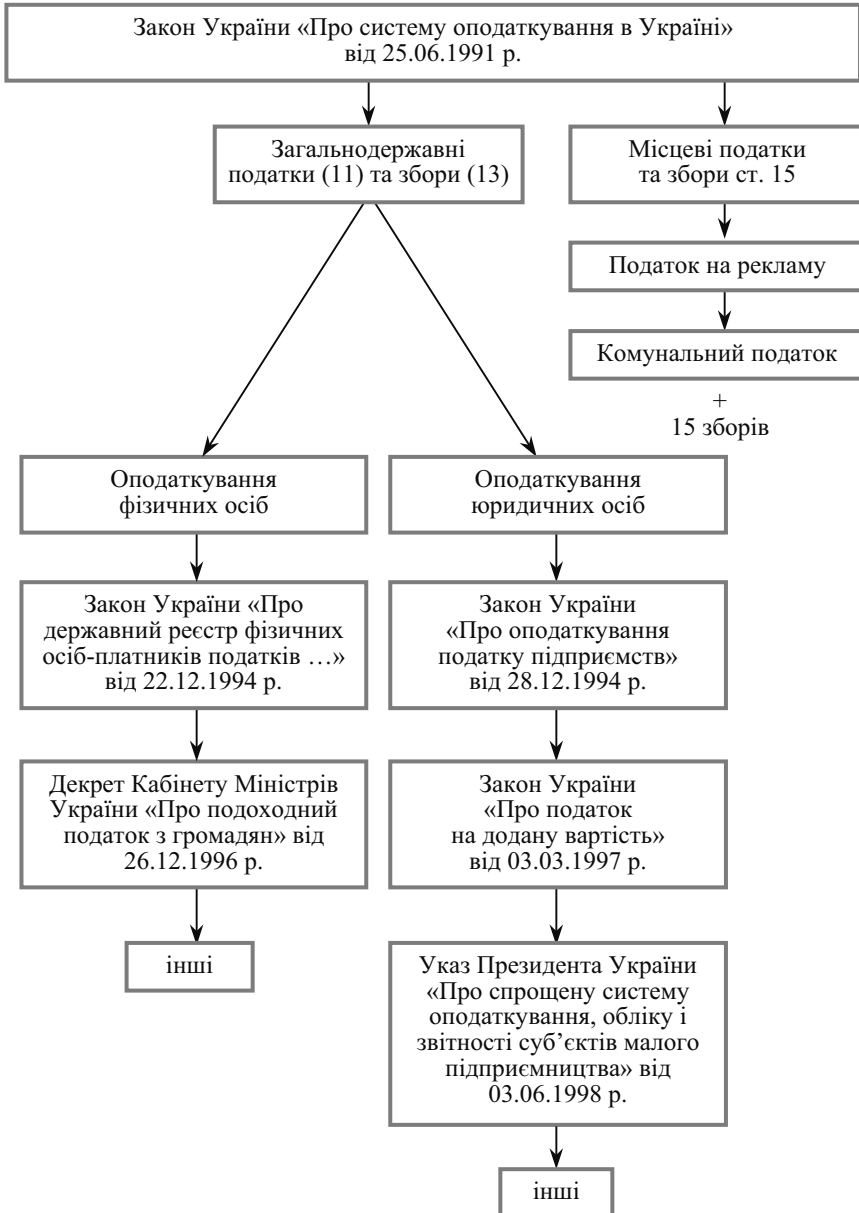 Закон України «Про систему оподаткування в Україні»
від 25.06.1991 р.
Загальнодержавні
податки (11) та збори (13)
Місцеві податки
та збори ст. 15
Податок на рекламу
Комунальний податок
+
15 зборів
Оподаткування
фізичних осіб
Оподаткування
юридичних осіб
Закон України «Про
державний реєстр фізичних
осіб-платників податків …»
від 22.12.1994 р.
Закон України
«Про оподаткування
податку підприємств»
від 28.12.1994 р.
Декрет Кабінету Міністрів
України «Про подоходний
податок з громадян» від
26.12.1996 р.
Закон України
«Про податок
на додану вартість»
від 03.03.1997 р.
інші
Указ Президента України
«Про спрощену систему
оподаткування, обліку і
звітності суб’єктів малого
підприємництва» від
03.06.1998 р.
інші